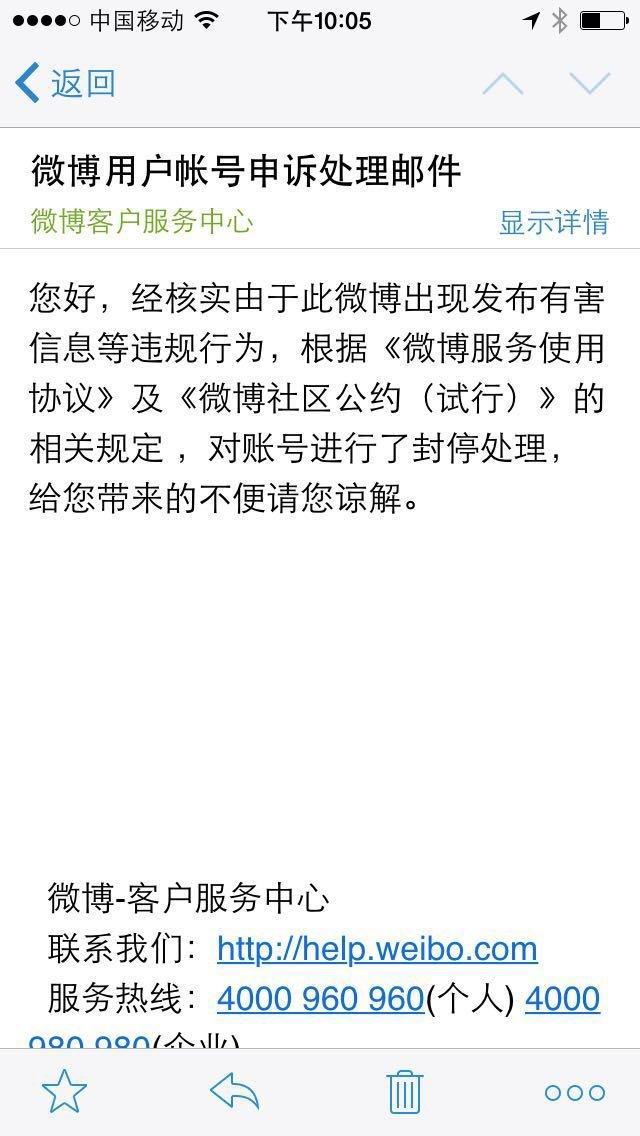 中国移动 下午10:05
返回
微博用户帐号申诉处理邮件
微博客户服务中心 显示详情
您好，经核实由于此微博出现发布有害
信息等违规行为，根据《微博服务使用
协议》及《微博社区公约（试行）》的
相关规定 ，对账号进行了封停处理，
给您带来的不便请您谅解。
微博-客户服务中心
联系我们：http://help.weibo.com
服务热线：4000 960 960(个人) 4000
980 980(企业)